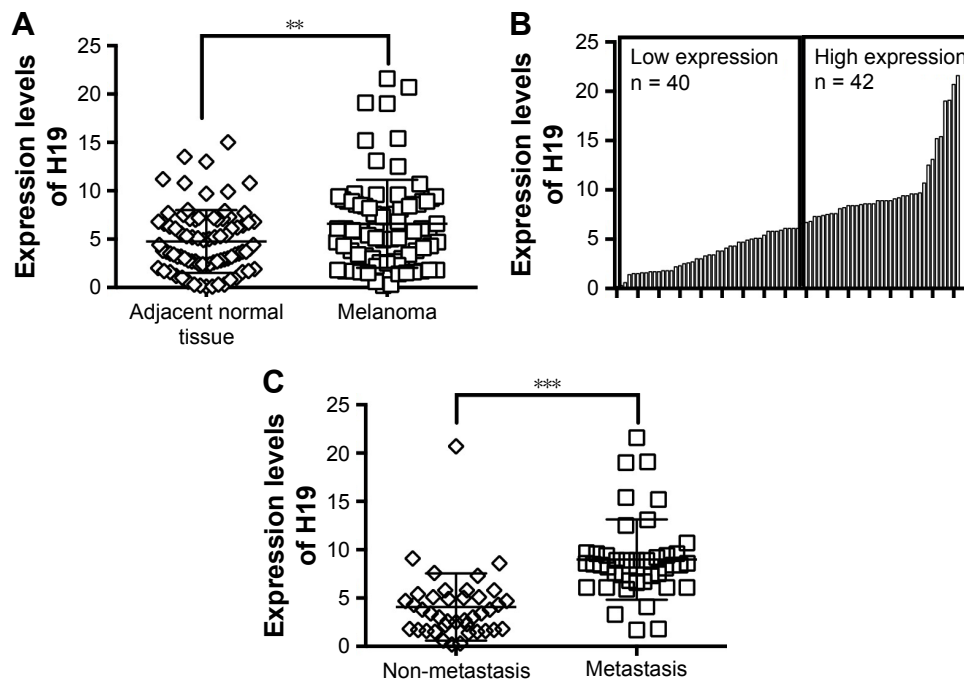 A
Expression levels
of H19
25
20
15
10
5
0
**
Adjacent normal
tissue
Melanoma
B
Expression levels
of H19
25
20
15
10
5
0
Low expression
n = 40
High expression
n = 42
C
Expression levels
of H19
25
20
15
10
5
0
***
Non-metastasis
Metastasis